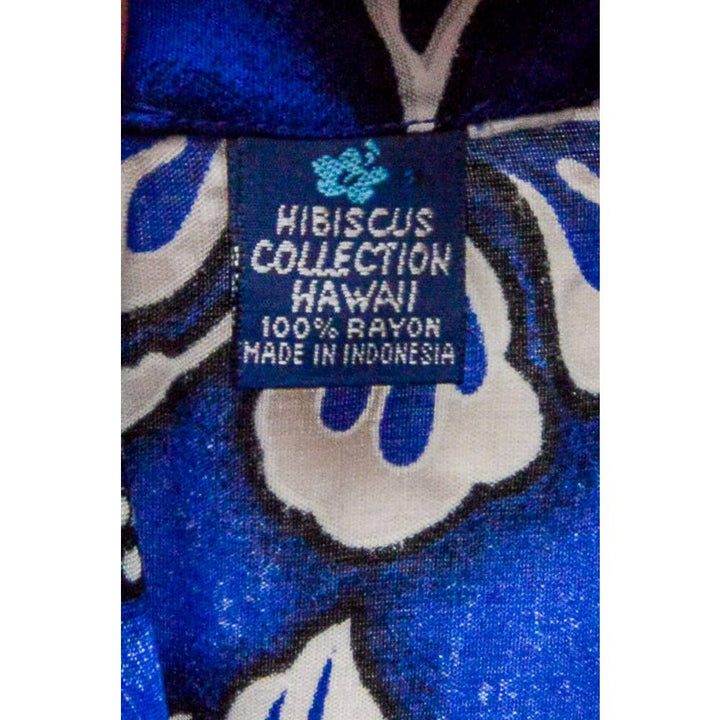 HIBISCUS
COLLECTION
HAWAII
100% RAYON
MADE IN INDONESIA